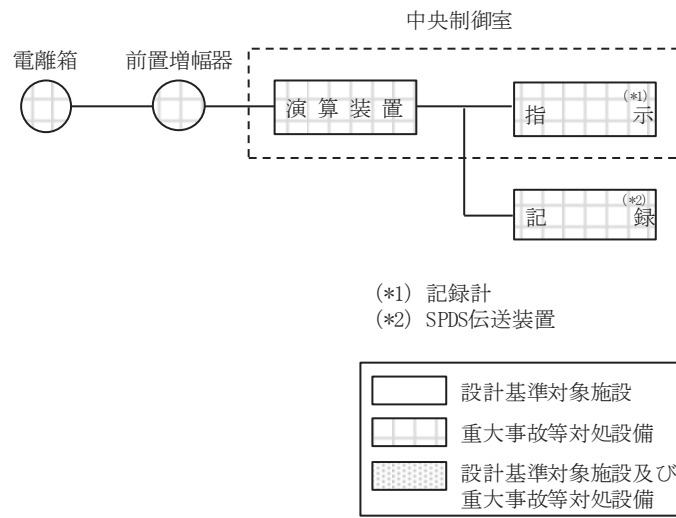 中央制御室
電離箱
前置増幅器
演算装置
(*1)
指示
(*2)
記録
(*1) 記録計
(*2) SPDS伝送装置
設計基準対象施設
重大事故等対処設備
設計基準対象施設及び
重大事故等対処設備